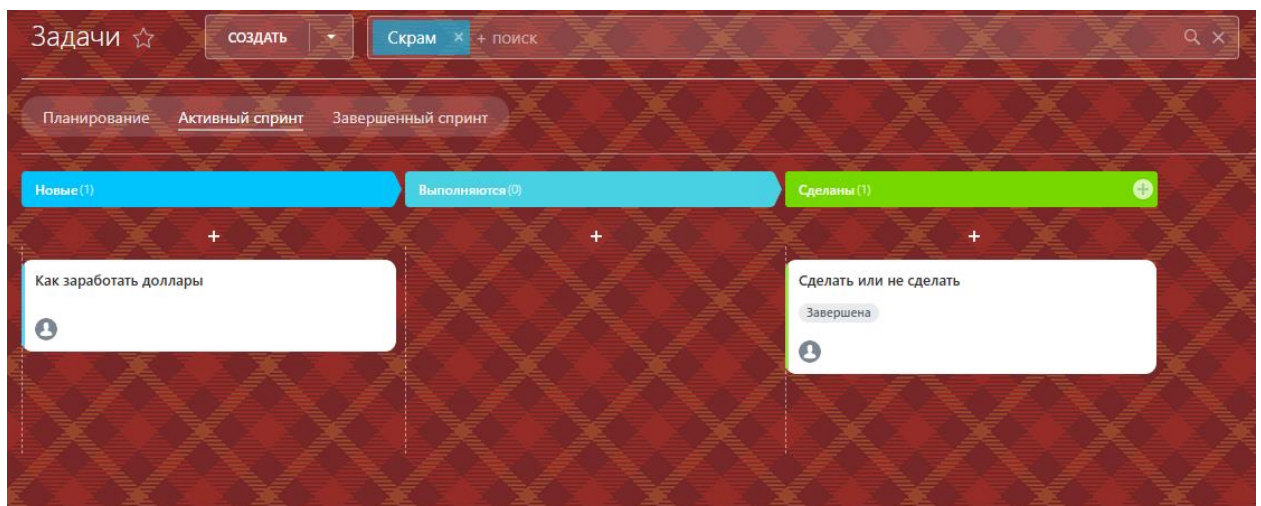 Задачи
СОЗДАТЬ
Скрам × + поиск
Планирование Активный спринт Завершенный спринт
Новые (1)
Выполняются (0)
Сделаны (1)
+ + +
Как заработать доллары
Сделать или не сделать
Завершена